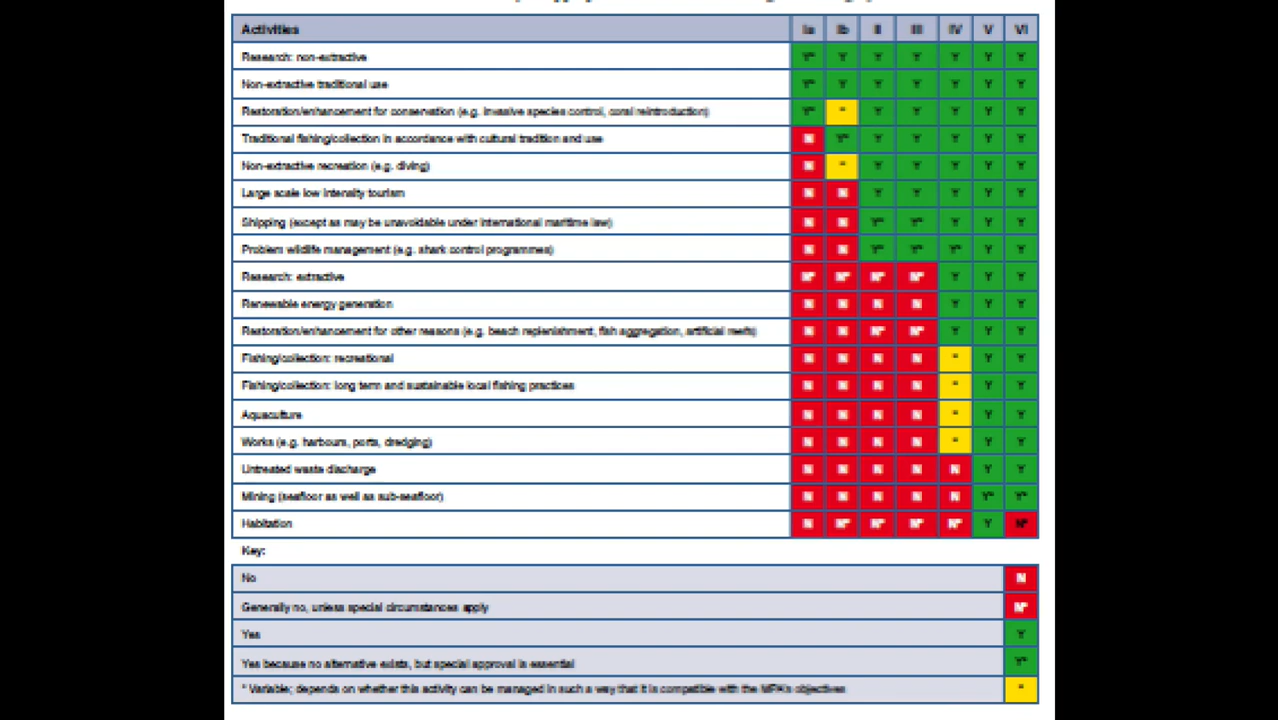 Activities Ia Ib II III IV V VI
Research: non-extractive Y* Y Y Y Y Y Y
Non-extractive traditional use Y* Y Y Y Y Y Y
Restoration/enhancement for conservation (e.g. invasive species control, coral reintroduction) Y* * Y Y Y Y Y
Traditional fishing/collection in accordance with cultural tradition and use N Y* Y Y Y Y Y
Non-extractive recreation (e.g. diving) N * Y Y Y Y Y
Large scale low intensity tourism N N Y Y Y Y Y
Shipping (except as may be unavoidable under international maritime law) N N Y* Y* Y Y Y
Problem wildlife management (e.g. shark control programmes) N N Y* Y* Y* Y Y
Research: extractive N* N* N* N* Y Y Y
Renewable energy generation N N N N Y Y Y
Restoration/enhancement for other reasons (e.g. beach replenishment, fish aggregation, artificial reefs) N N N* N* Y Y Y
Fishing/collection: recreational N N N N * Y Y
Fishing/collection: long term and sustainable local fishing practices N N N N * Y Y
Aquaculture N N N N * Y Y
Works (e.g. harbours, ports, dredging) N N N N * Y Y
Untreated waste discharge N N N N N Y Y
Mining (seafloor as well as sub-seafloor) N N N N N Y* Y*
Habitation N N* N* N* N* Y N*
Key:
No N
Generally no, unless special circumstances apply N*
Yes Y
Yes because no alternative exists, but special approval is essential Y*
* Variable; depends on whether this activity can be managed in such a way that it is compatible with the MPA's objectives *